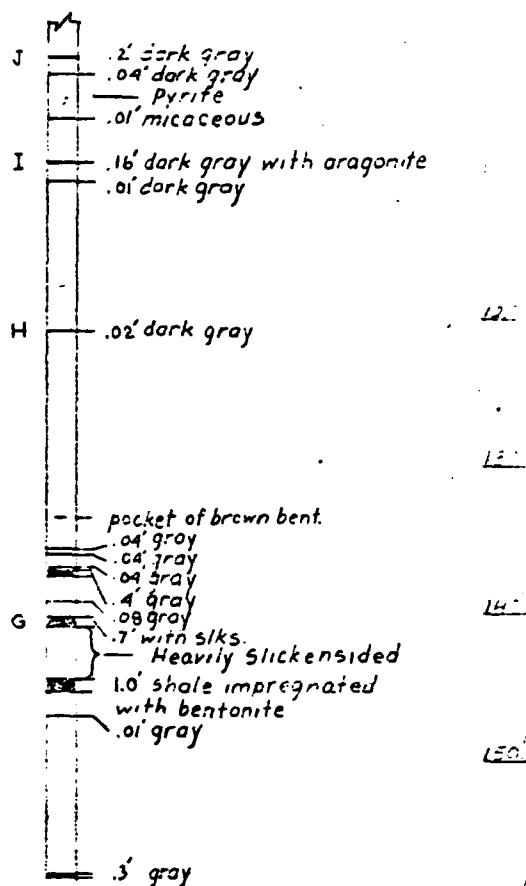 J .2' dark gray
.04' dark gray
Pyrite
.01' micaceous
I .16' dark gray with aragonite
.01' dark gray
H .02' dark gray
pocket of brown bent.
.04' gray
.04' gray
.04 gray
.4' gray
.08 gray
G .7' with slks.
Heavily Slickensided
1.0' shale impregnated
with bentonite
.01' gray
150.
.3' gray